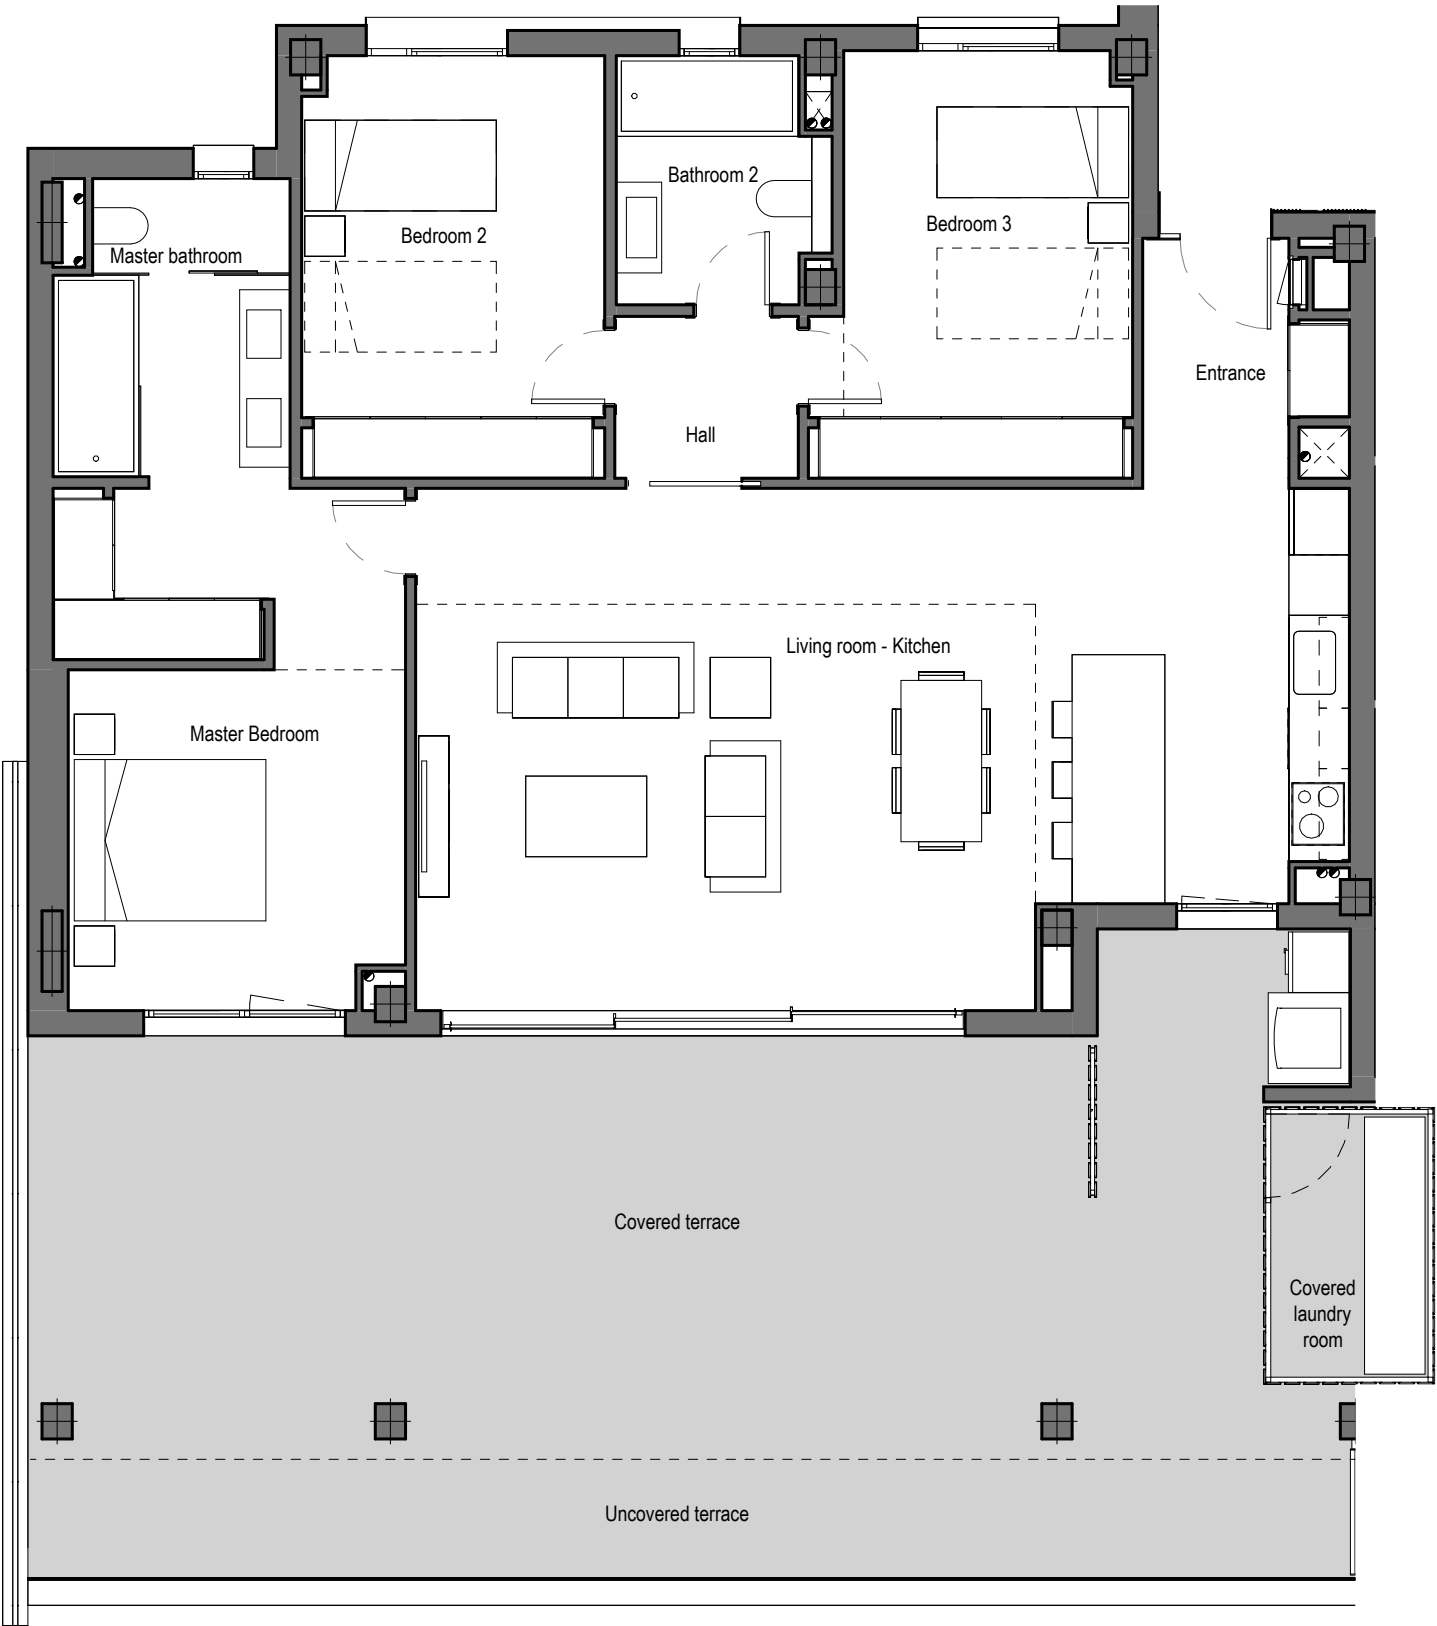 Bathroom 2
Bedroom 2
Bedroom 3
Master bathroom
Entrance
Hall
Living room - Kitchen
Master Bedroom
Covered terrace
Covered
laundry
room
Uncovered terrace